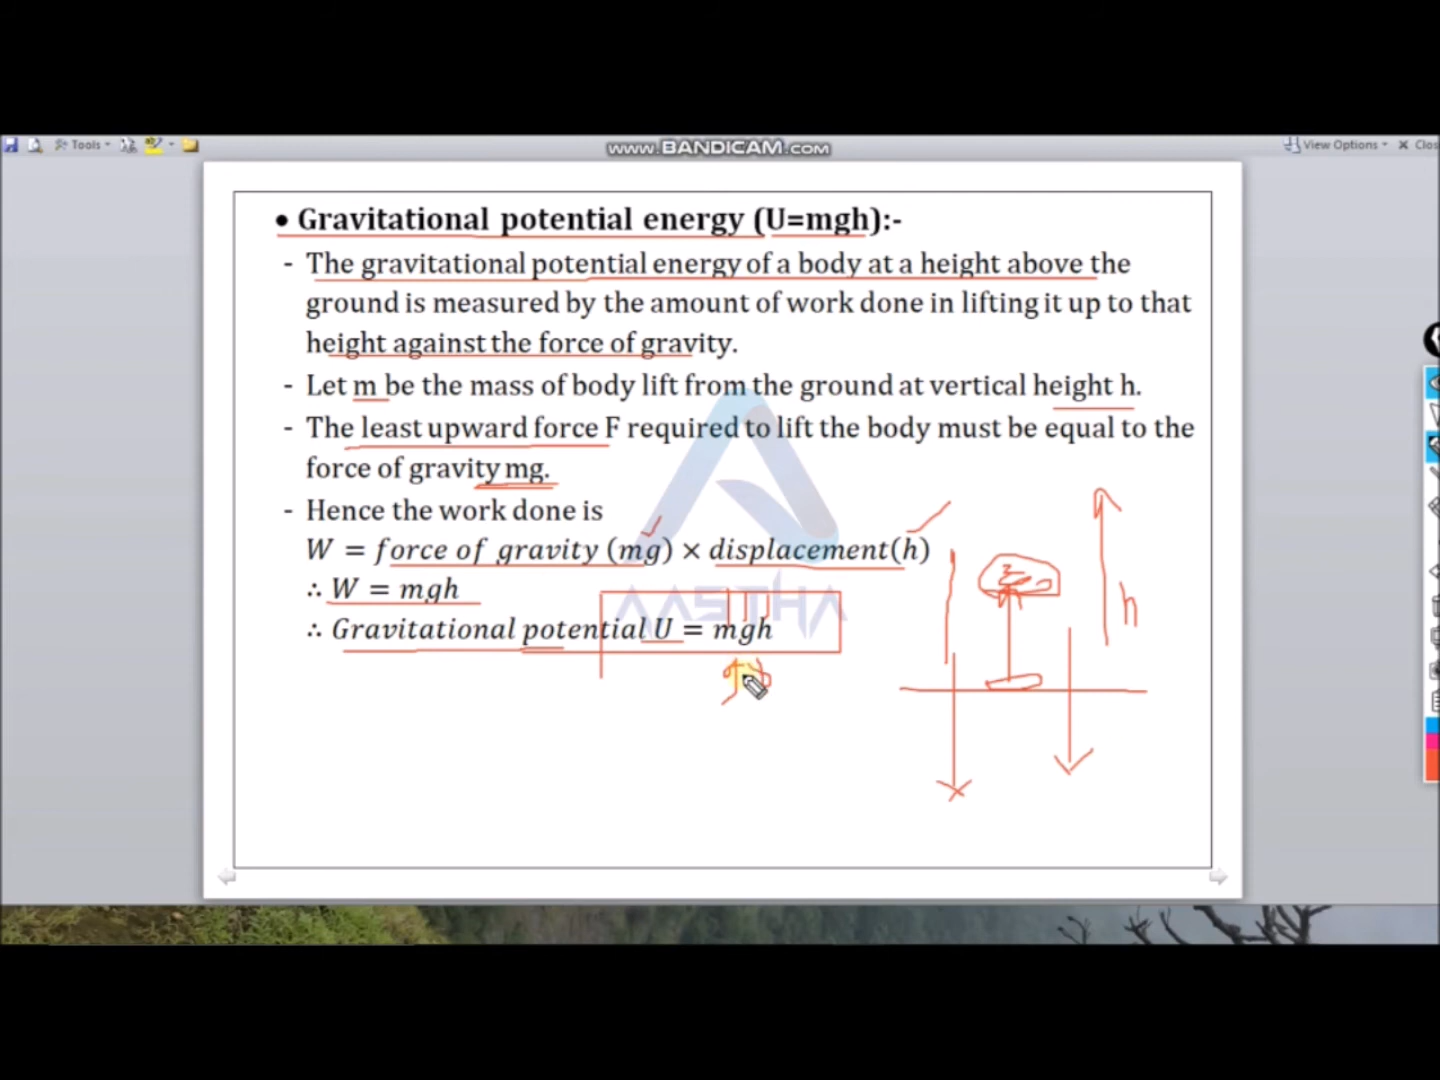 Tools
www.BANDICAM.com
View Options
Clos
• Gravitational potential energy (U=mgh):-
- The gravitational potential energy of a body at a height above the
ground is measured by the amount of work done in lifting it up to that
height against the force of gravity.
- Let m be the mass of body lift from the ground at vertical height h.
- The least upward force F required to lift the body must be equal to the
force of gravity mg.
- Hence the work done is
W = force of gravity (mg) × displacement(h)
∴ W = mgh
AASTHA
∴ Gravitational potential U = mgh
h